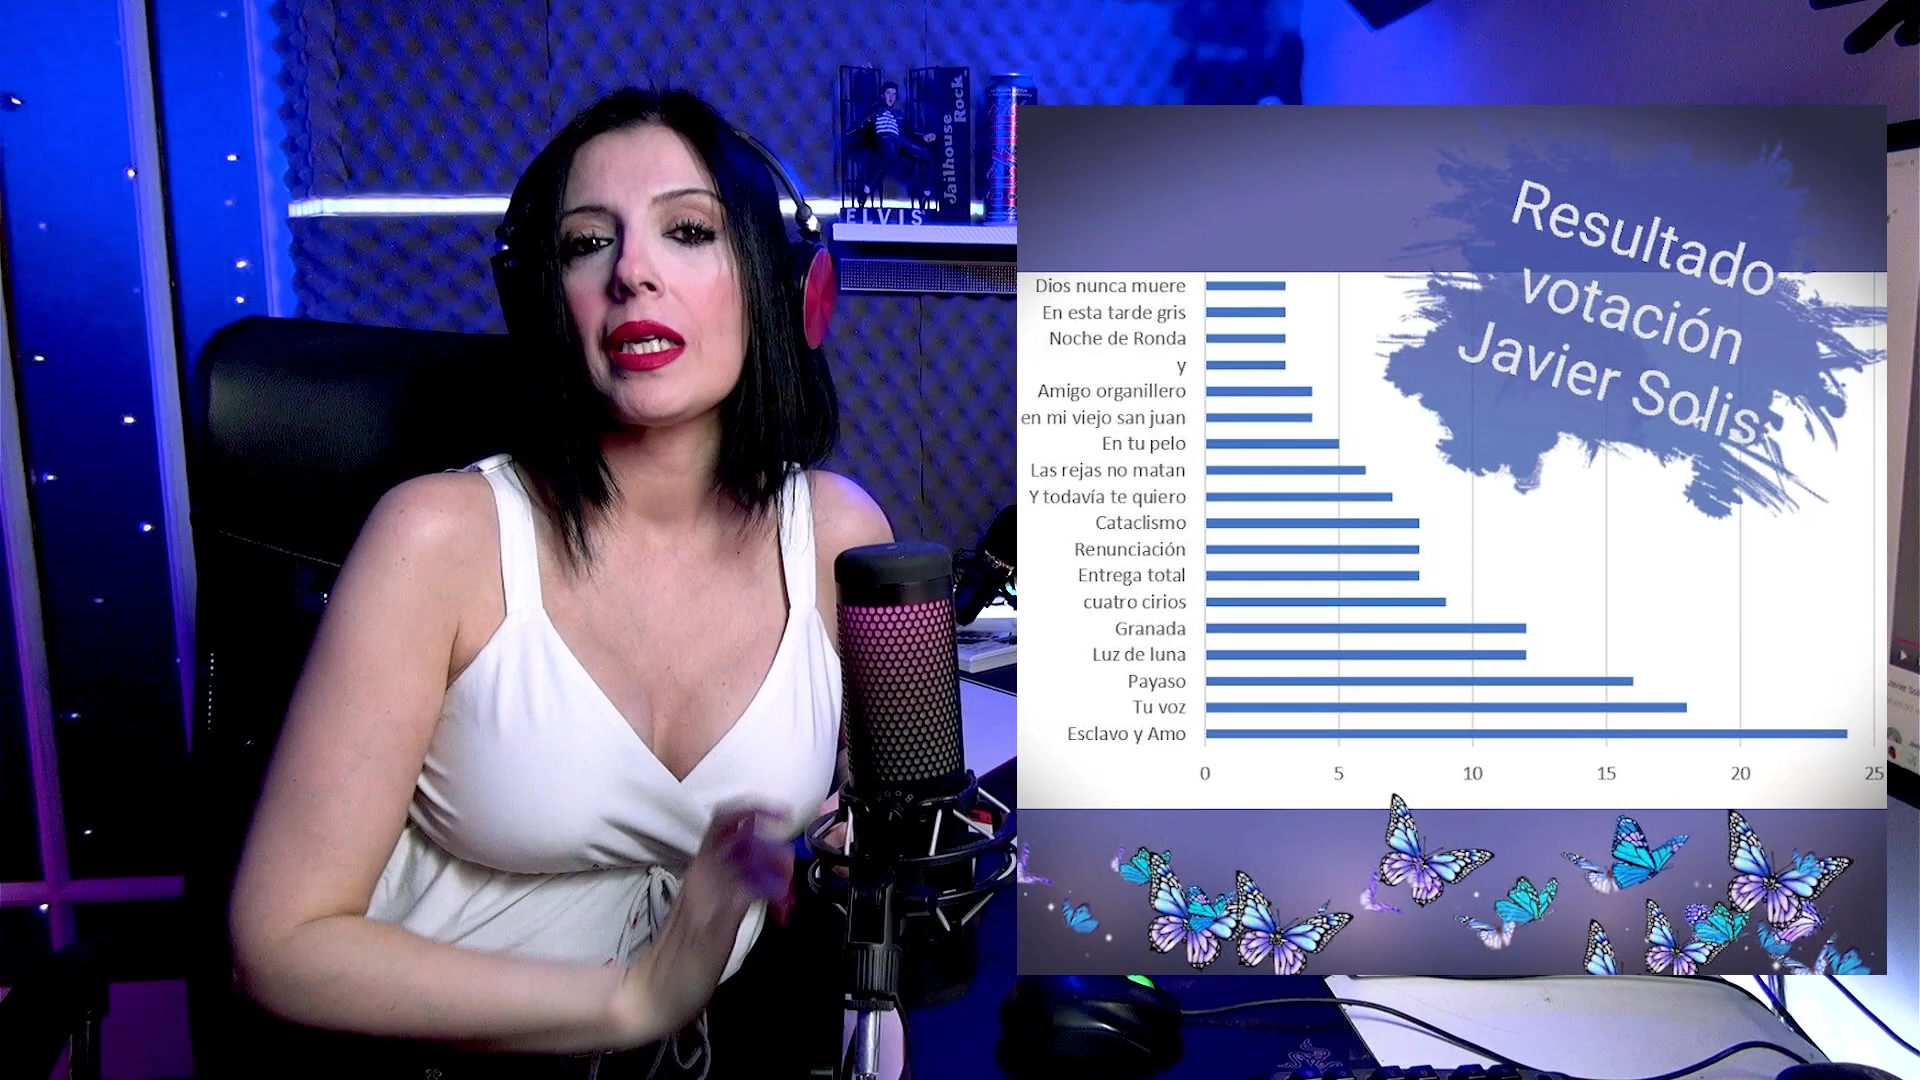 Jailhouse
Rock
ELVIS
Resultado
votación
Javier Solis
Dios nunca muere
En esta tarde gris
Noche de Ronda
y
Amigo organillero
en mi viejo san juan
En tu pelo
Las rejas no matan
Y todavía te quiero
Cataclismo
Renunciación
Entrega total
cuatro cirios
Granada
Luz de luna
Payaso
Tu voz
Esclavo y Amo
0 5 10 15 20 25